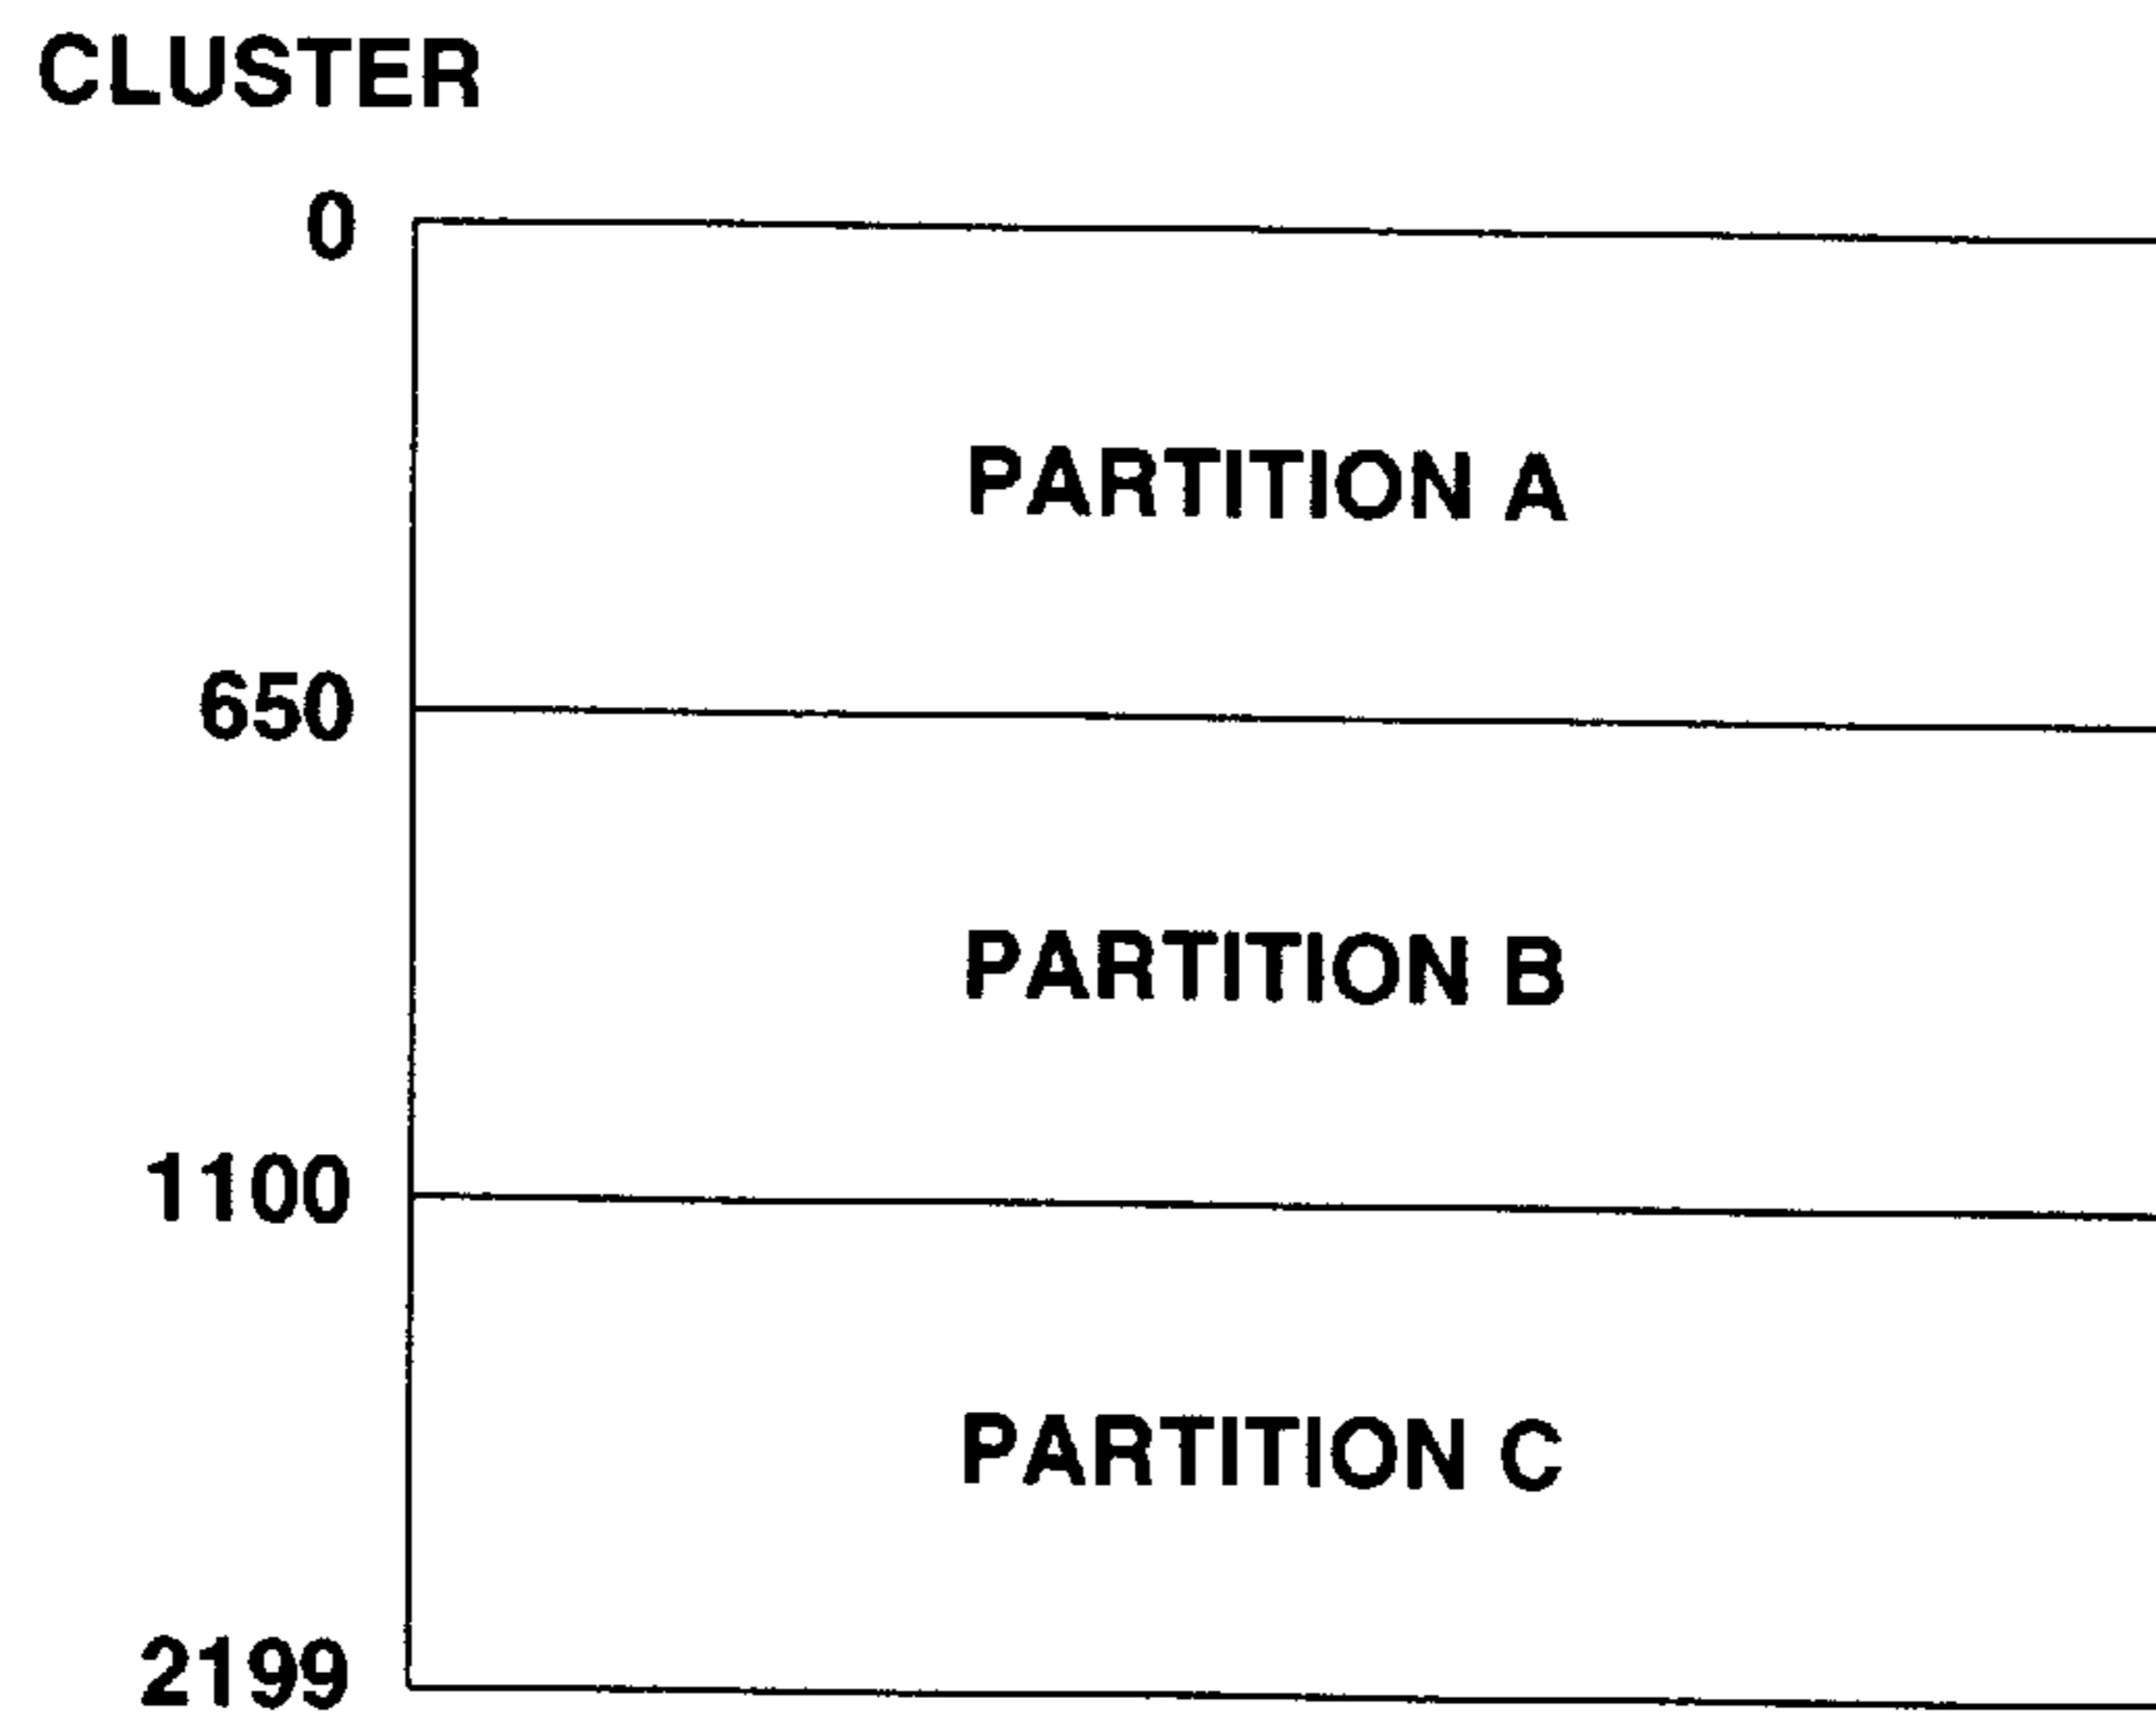 CLUSTER
0
PARTITION A
650
PARTITION B
1100
PARTITION C
2199